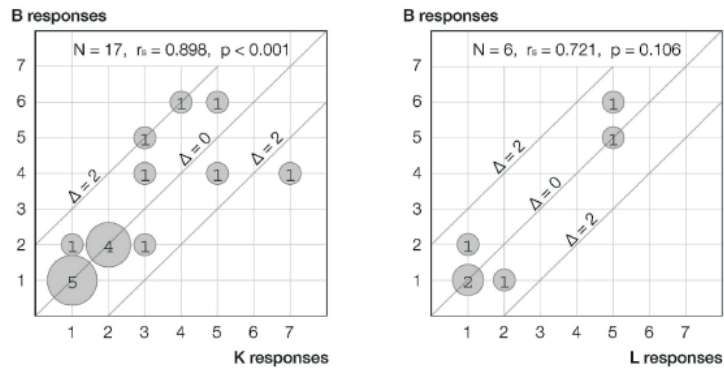 B responses
N = 17, rs = 0.898, p < 0.001
7
6
5
4
3
2
1
1 1
1
1 1 1
1 4 1
5
Δ = 2
Δ = 0
Δ = 2
1 2 3 4 5 6 7
K responses
B responses
N = 6, rs = 0.721, p = 0.106
7
6
5
4
3
2
1
1
1
1
2 1
Δ = 2
Δ = 0
Δ = 2
1 2 3 4 5 6 7
L responses